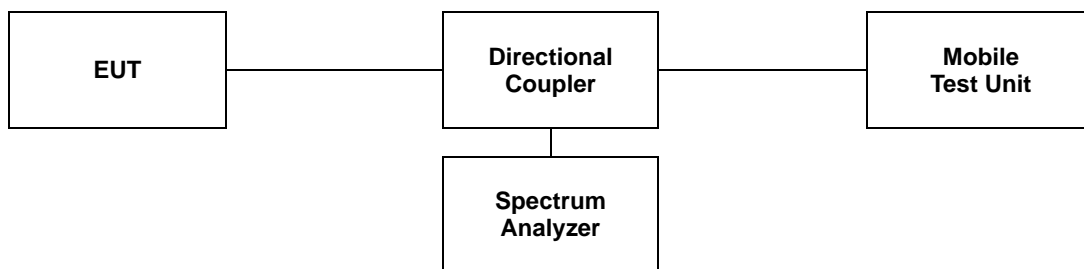 EUT
Directional
Coupler
Mobile
Test Unit
Spectrum
Analyzer